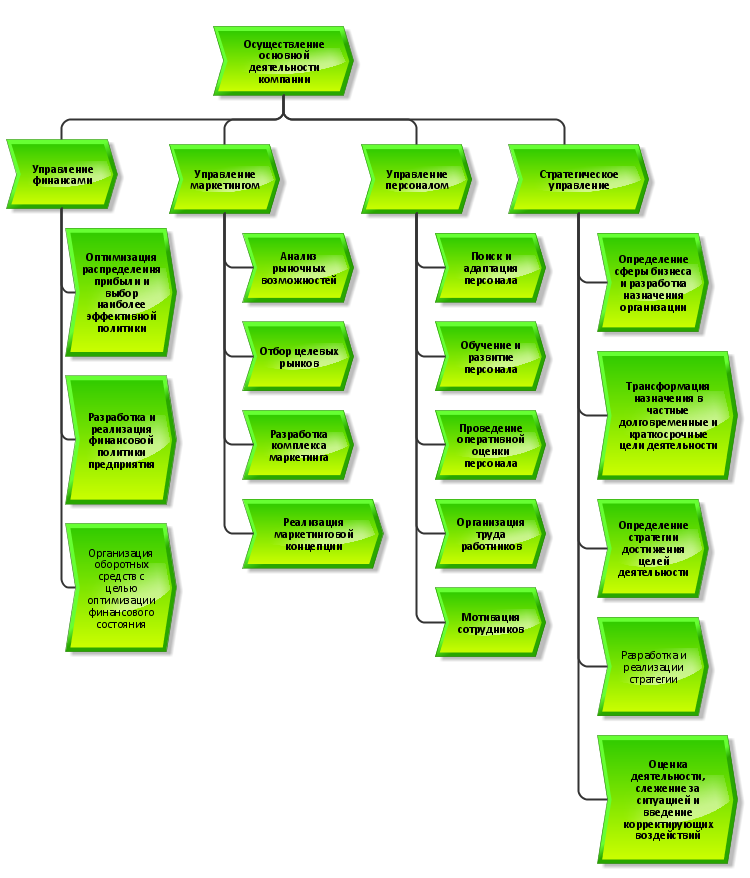 Осуществление
основной
деятельности
компании
Управление
финансами
Управление
маркетингом
Управление
персоналом
Стратегическое
управление
Оптимизация
распределения
прибыли и
выбор
наиболее
эффективной
политики
Разработка и
реализация
финансовой
политики
предприятия
Организация
оборотных
средств с
целью
оптимизации
финансового
состояния
Анализ
рыночных
возможностей
Отбор целевых
рынков
Разработка
комплекса
маркетинга
Реализация
маркетинговой
концепции
Поиск и
адаптация
персонала
Обучение и
развитие
персонала
Проведение
оперативной
оценки
персонала
Организация
труда
работников
Мотивация
сотрудников
Определение
сферы бизнеса
и разработка
назначения
организации
Трансформация
назначения в
частные
долговременные и
краткосрочные
цели деятельности
Определение
стратегии
достижения
целей
деятельности
Разработка и
реализации
стратегии
Оценка
деятельности,
слежение за
ситуацией и
введение
корректирующих
воздействий